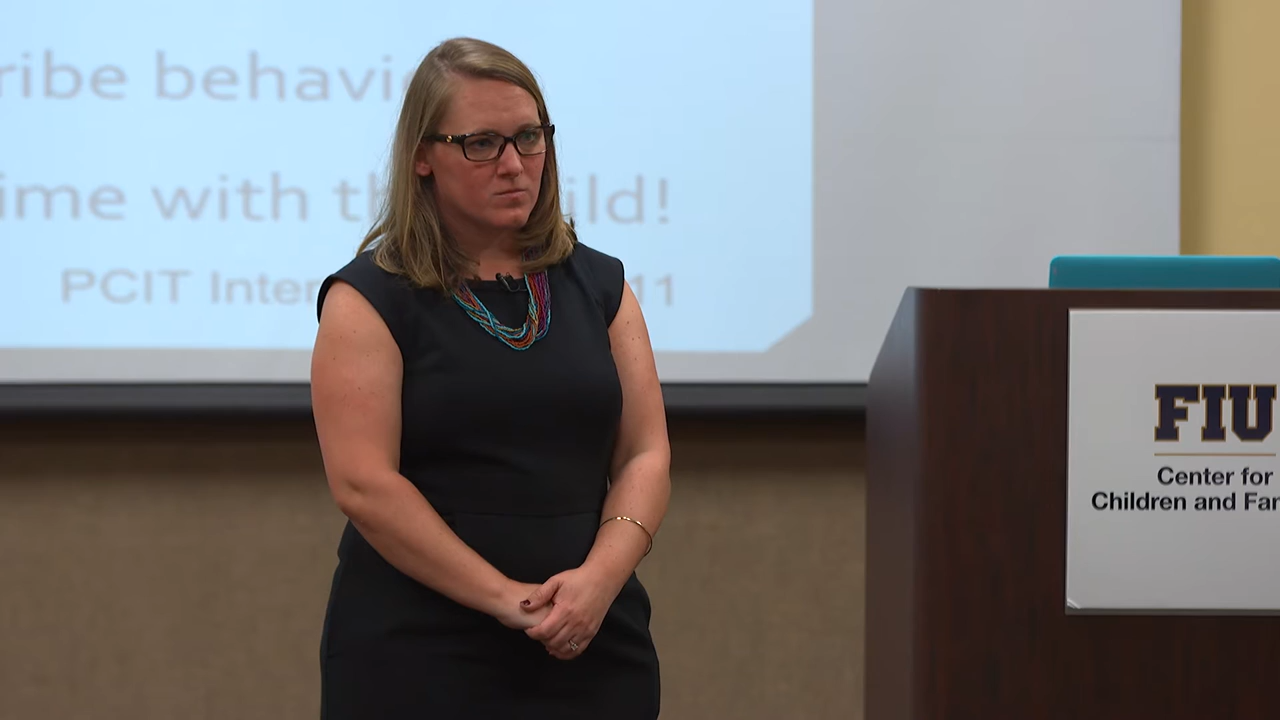 ribe behavi
ime with th ild!
PCIT Inter 11
FIU
Center for
Children and Fa